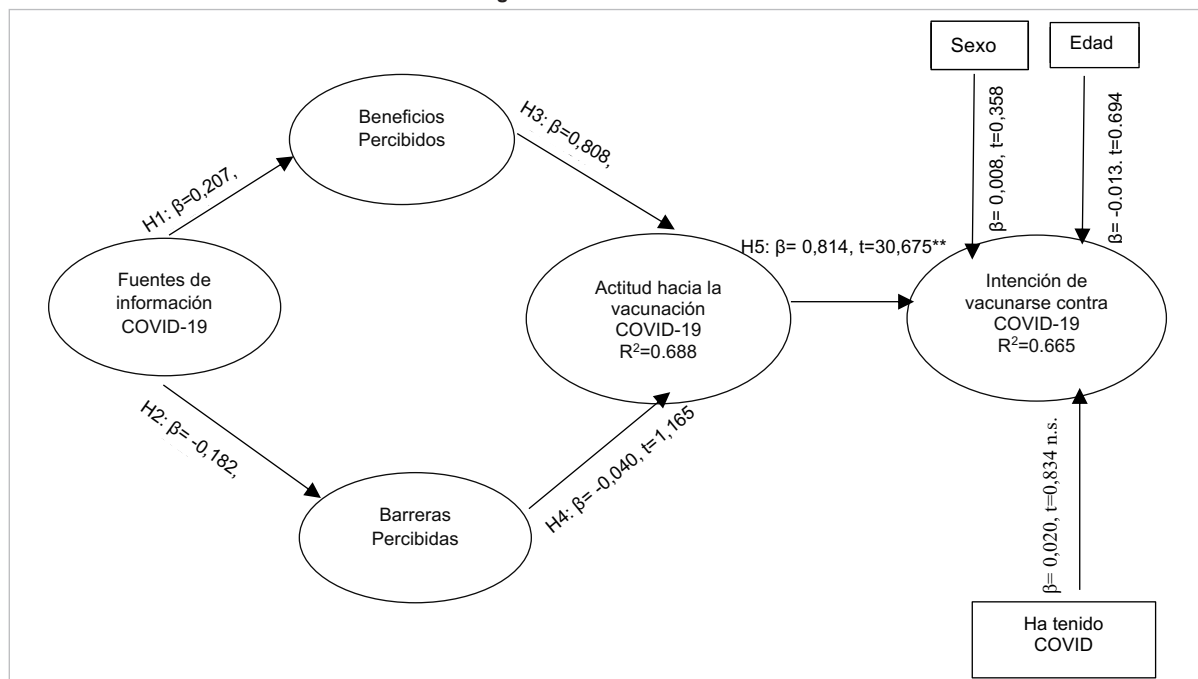 Sexo
Edad
β= 0,008, t=0,358
β= -0.013. t=0.694
Beneficios
Percibidos
H3: β=0,808,
H1: β=0,207,
Fuentes de
información
COVID-19
Actitud hacia la
vacunación
COVID-19
R²=0.688
H5: β= 0,814, t=30,675**
Intención de
vacunarse contra
COVID-19
R²=0.665
H2: β= -0,182,
Barreras
Percibidas
H4: β= -0,040, t=1,165
β= 0,020, t=0,834 n.s.
Ha tenido
COVID